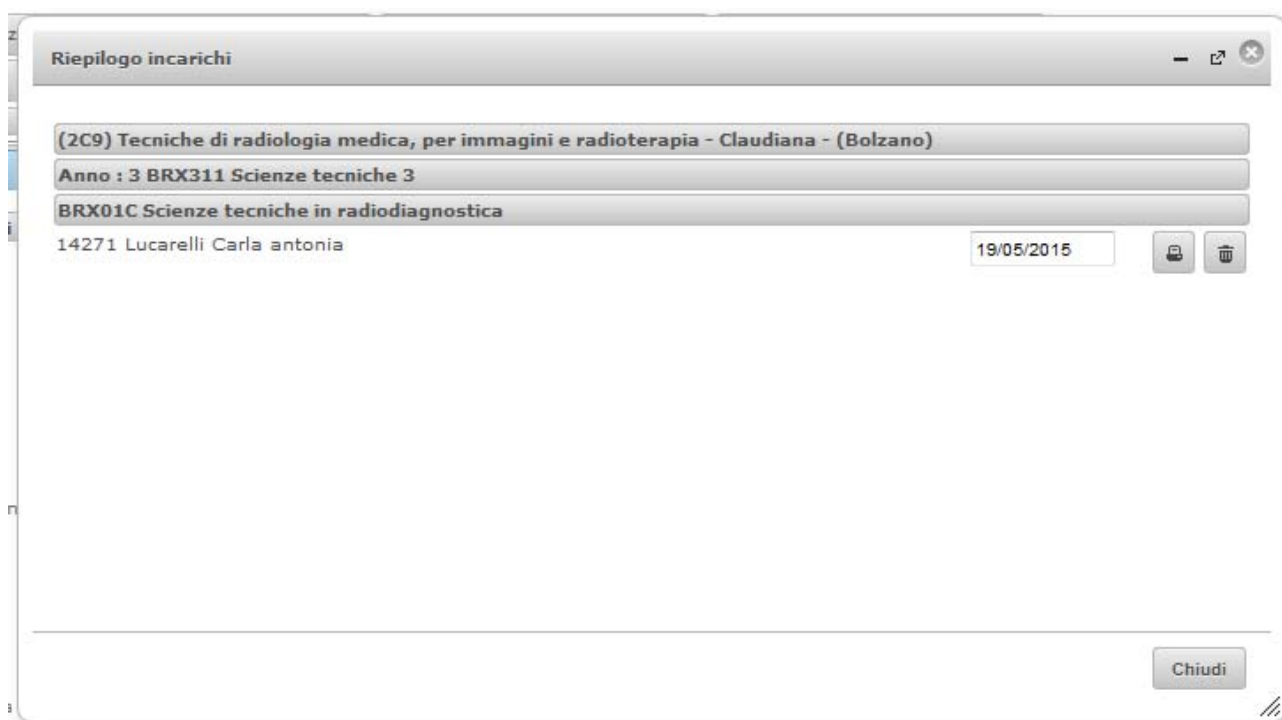 Riepilogo incarichi
(2C9) Tecniche di radiologia medica, per immagini e radioterapia - Claudiana - (Bolzano)
Anno : 3 BRX311 Scienze tecniche 3
BRX01C Scienze tecniche in radiodiagnostica
14271 Lucarelli Carla antonia 19/05/2015
Chiudi